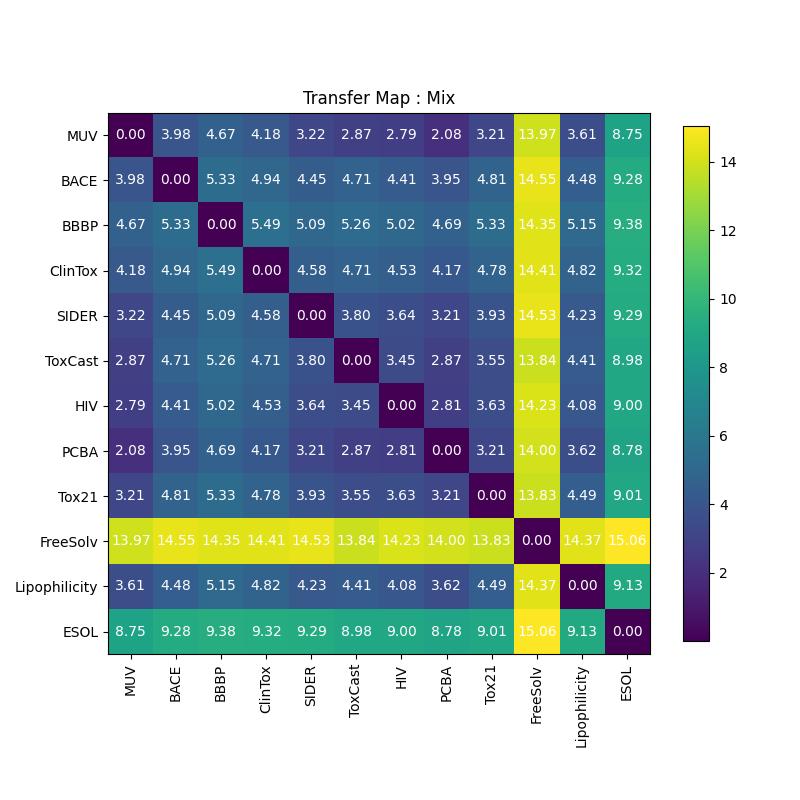 Transfer Map : Mix
MUV 0.00 3.98 4.67 4.18 3.22 2.87 2.79 2.08 3.21 13.97 3.61 8.75
BACE 3.98 0.00 5.33 4.94 4.45 4.71 4.41 3.95 4.81 14.55 4.48 9.28
BBBP 4.67 5.33 0.00 5.49 5.09 5.26 5.02 4.69 5.33 14.35 5.15 9.38
ClinTox 4.18 4.94 5.49 0.00 4.58 4.71 4.53 4.17 4.78 14.41 4.82 9.32
SIDER 3.22 4.45 5.09 4.58 0.00 3.80 3.64 3.21 3.93 14.53 4.23 9.29
ToxCast 2.87 4.71 5.26 4.71 3.80 0.00 3.45 2.87 3.55 13.84 4.41 8.98
HIV 2.79 4.41 5.02 4.53 3.64 3.45 0.00 2.81 3.63 14.23 4.08 9.00
PCBA 2.08 3.95 4.69 4.17 3.21 2.87 2.81 0.00 3.21 14.00 3.62 8.78
Tox21 3.21 4.81 5.33 4.78 3.93 3.55 3.63 3.21 0.00 13.83 4.49 9.01
FreeSolv 13.97 14.55 14.35 14.41 14.53 13.84 14.23 14.00 13.83 0.00 14.37 15.06
Lipophilicity 3.61 4.48 5.15 4.82 4.23 4.41 4.08 3.62 4.49 14.37 0.00 9.13
ESOL 8.75 9.28 9.38 9.32 9.29 8.98 9.00 8.78 9.01 15.06 9.13 0.00
MUV BACE BBBP ClinTox SIDER ToxCast HIV PCBA Tox21 FreeSolv Lipophilicity ESOL
14
12
10
8
6
4
2